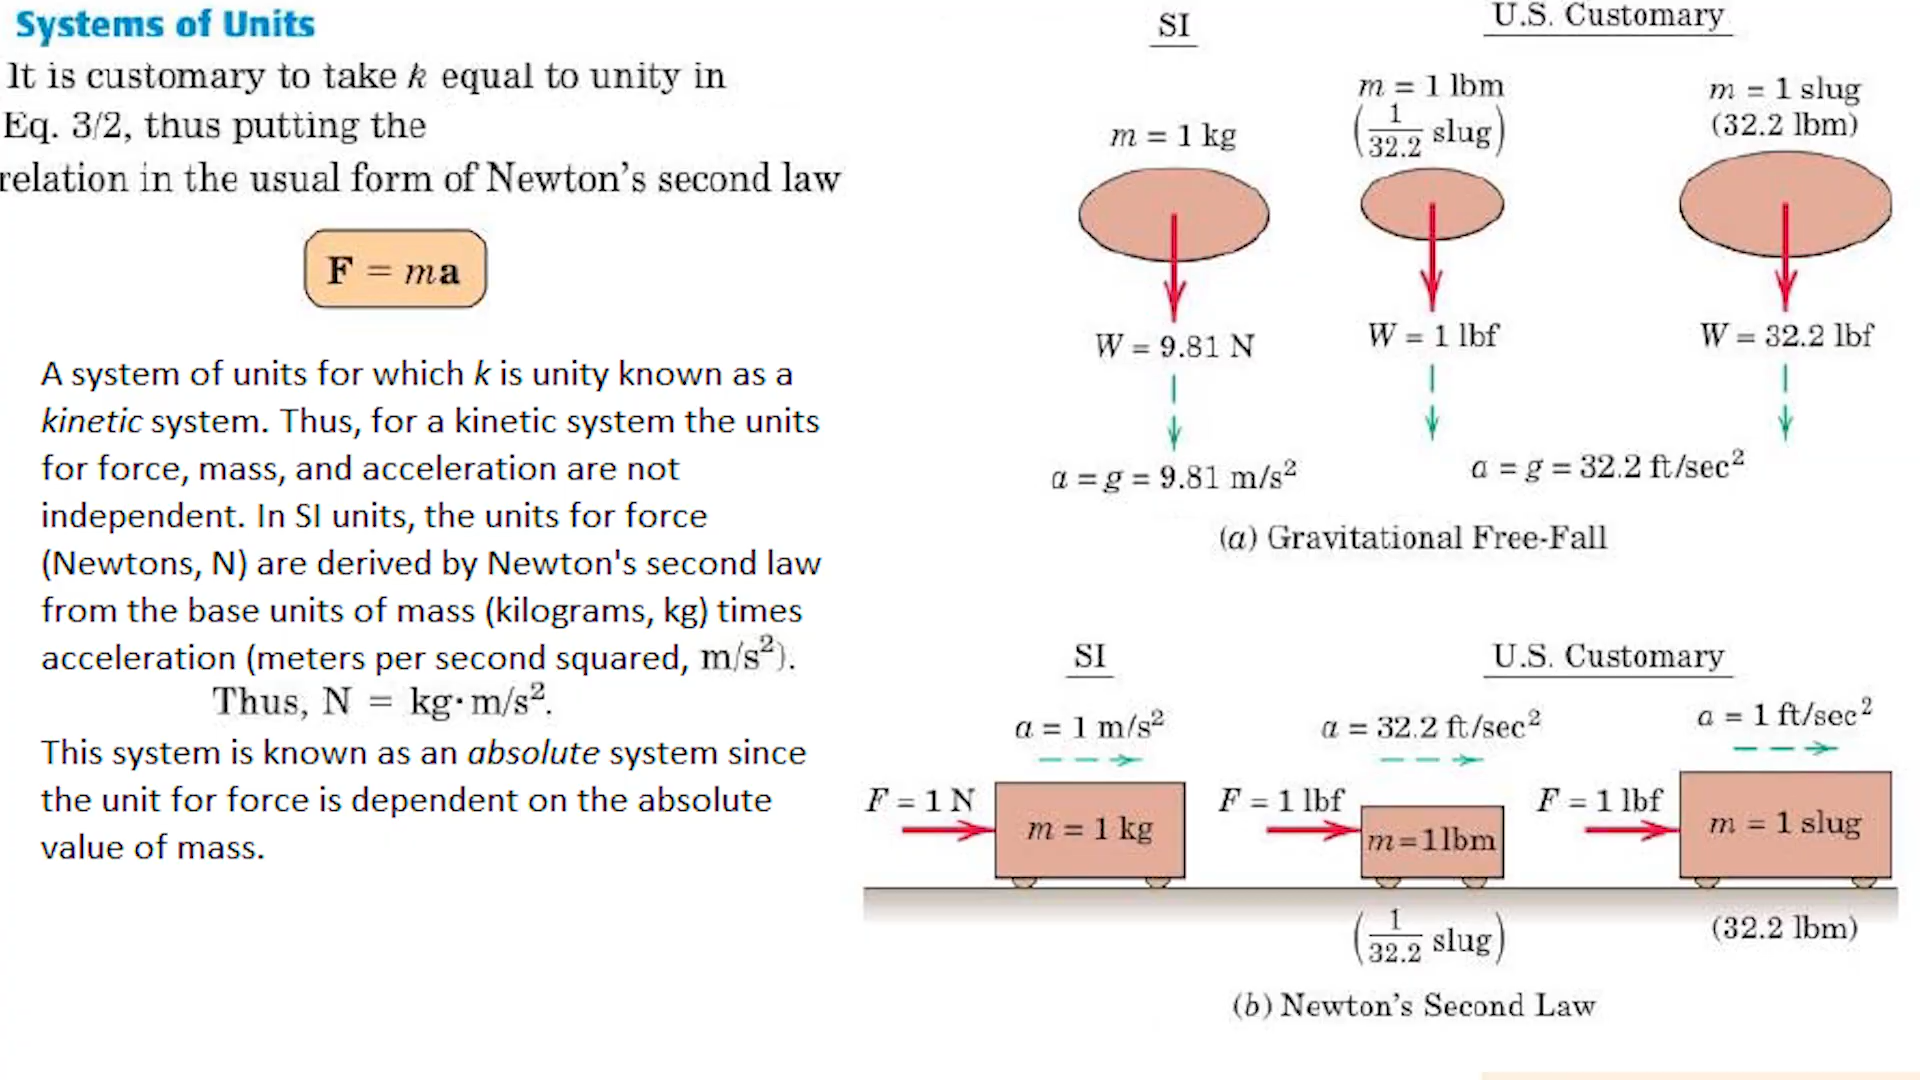 Systems of Units
It is customary to take k equal to unity in
Eq. 3/2, thus putting the
relation in the usual form of Newton's second law
F = ma
A system of units for which k is unity known as a
kinetic system. Thus, for a kinetic system the units
for force, mass, and acceleration are not
independent. In SI units, the units for force
(Newtons, N) are derived by Newton's second law
from the base units of mass (kilograms, kg) times
acceleration (meters per second squared, m/s²).
Thus, N = kg·m/s².
This system is known as an absolute system since
the unit for force is dependent on the absolute
value of mass.
SI
U.S. Customary
m = 1 kg
m = 1 lbm
(1/32.2 slug)
m = 1 slug
(32.2 lbm)
W = 9.81 N
W = 1 lbf
W = 32.2 lbf
a = g = 9.81 m/s²
a = g = 32.2 ft/sec²
(a) Gravitational Free-Fall
SI
U.S. Customary
a = 1 m/s²
a = 32.2 ft/sec²
a = 1 ft/sec²
F = 1 N
m = 1 kg
F = 1 lbf
m = 1 lbm
F = 1 lbf
m = 1 slug
(1/32.2 slug)
(32.2 lbm)
(b) Newton's Second Law